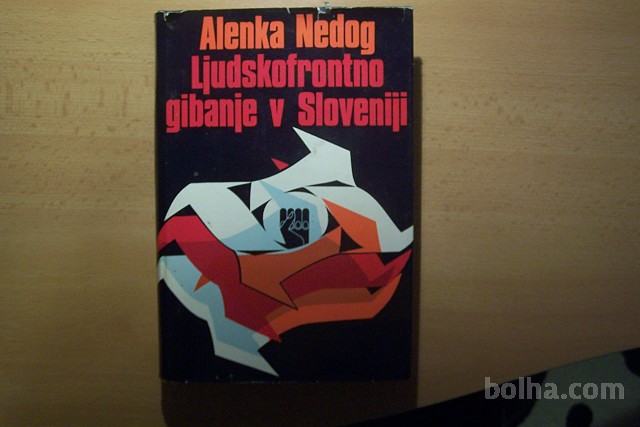 Alenka Nedog
Ljudskofrontno
gibanje v Sloveniji
bolha.com